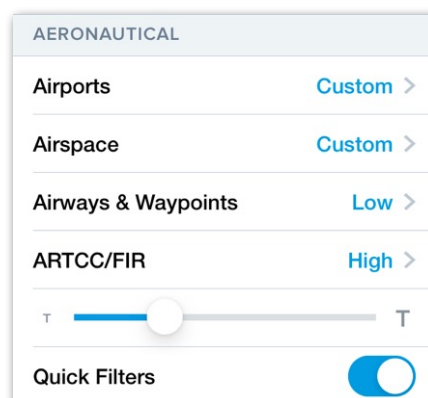 AERONAUTICAL
Airports Custom
Airspace Custom
Airways & Waypoints Low
ARTCC/FIR High
T T
Quick Filters